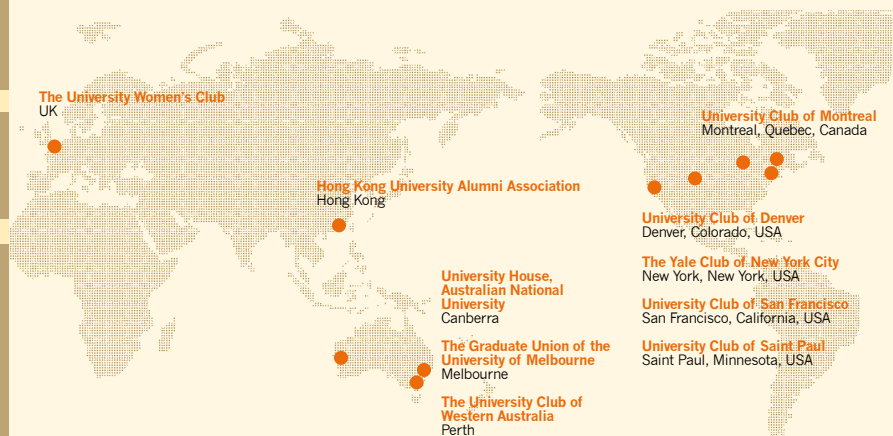 The University Women's Club
UK
Hong Kong University Alumni Association
Hong Kong
University House,
Australian National
University
Canberra
The Graduate Union of the
University of Melbourne
Melbourne
The University Club of
Western Australia
Perth
University Club of Montreal
Montreal, Quebec, Canada
University Club of Denver
Denver, Colorado, USA
The Yale Club of New York City
New York, New York, USA
University Club of San Francisco
San Francisco, California, USA
University Club of Saint Paul
Saint Paul, Minnesota, USA